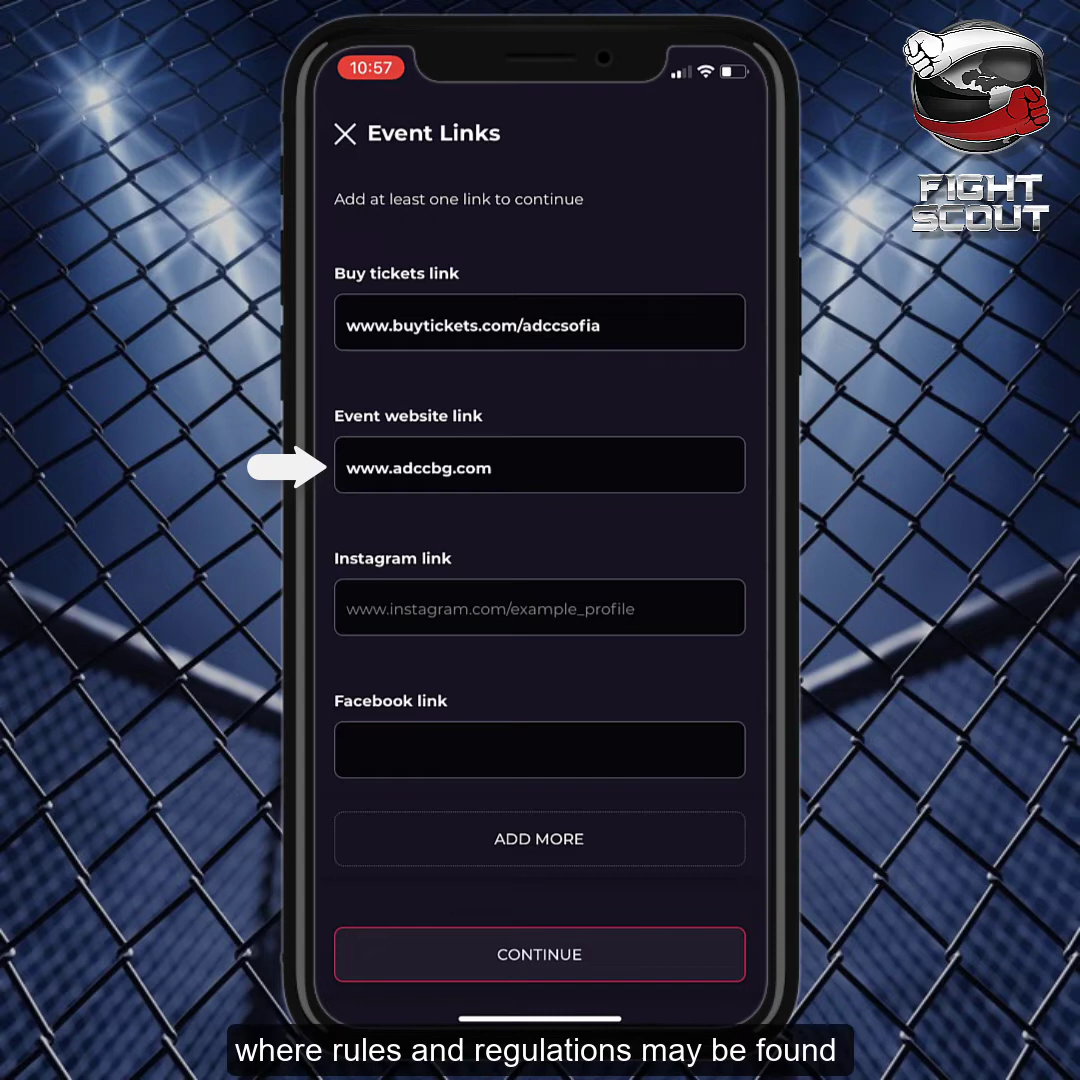 10:57
FIGHT
SCOUT
Event Links
Add at least one link to continue
Buy tickets link
www.buytickets.com/adccsofia
Event website link
www.adccbg.com
Instagram link
www.instagram.com/example_profile
Facebook link
ADD MORE
CONTINUE
where rules and regulations may be found